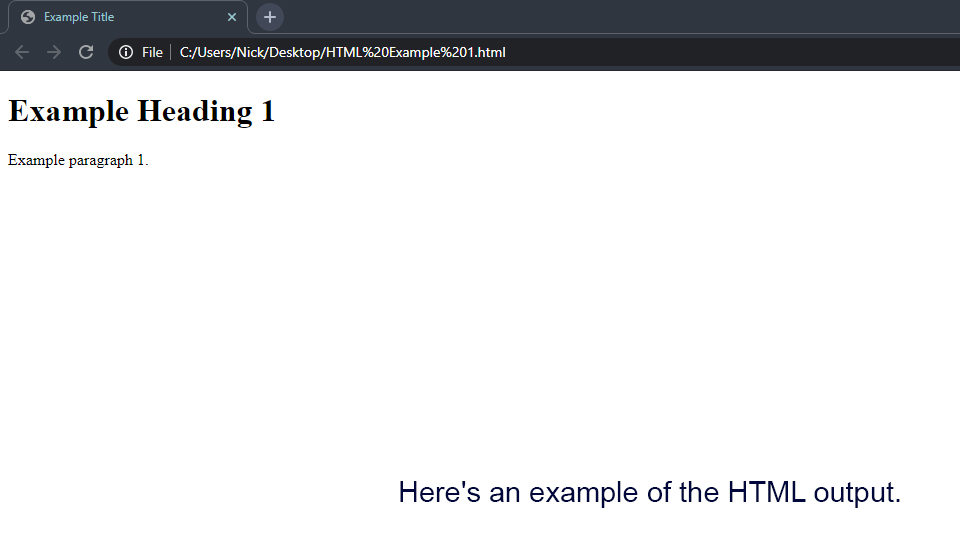 Example Title
File C:/Users/Nick/Desktop/HTML%20Example%201.html
Example Heading 1
Example paragraph 1.
Here's an example of the HTML output.